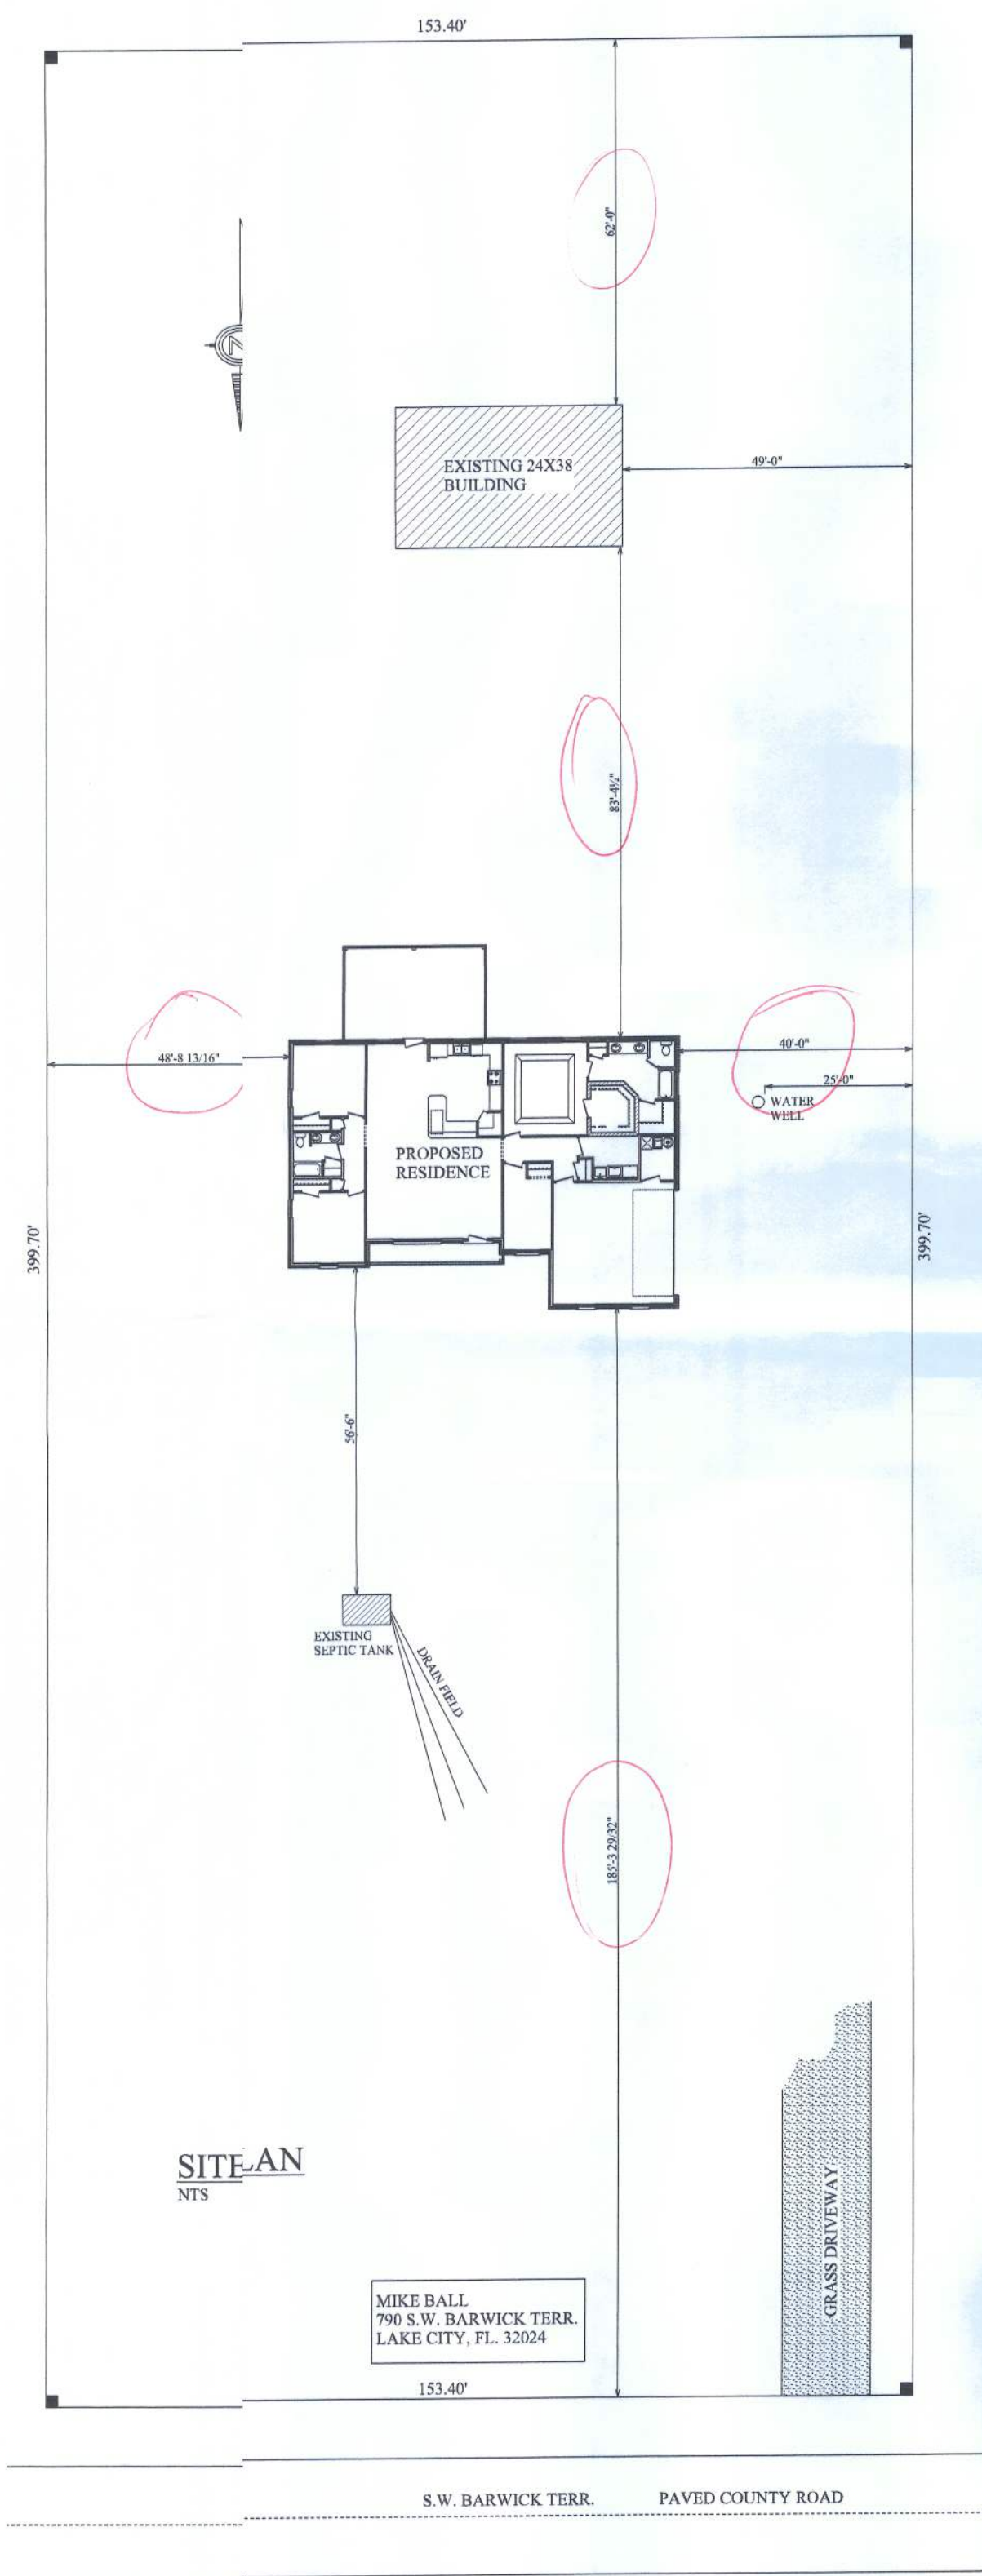 153.40'
62'-0"
EXISTING 24X38
BUILDING
49'-0"
83'-4½"
48'-8 13/16"
40'-0"
25'-0"
WATER
WELL
PROPOSED
RESIDENCE
399.70'
399.70'
56'-6"
EXISTING
SEPTIC TANK
DRAIN FIELD
185'-3 29/32"
SITE LAN
NTS
GRASS DRIVEWAY
MIKE BALL
790 S.W. BARWICK TERR.
LAKE CITY, FL. 32024
153.40'
S.W. BARWICK TERR. PAVED COUNTY ROAD